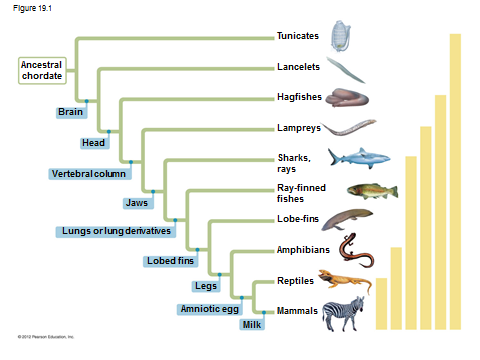 Figure 19.1
Tunicates
Ancestral
chordate
Lancelets
Hagfishes
Brain
Lampreys
Head
Sharks,
rays
Vertebral column
Ray-finned
fishes
Jaws
Lobe-fins
Lungs or lung derivatives
Amphibians
Lobed fins
Reptiles
Legs
Amniotic egg
Mammals
Milk
© 2012 Pearson Education, Inc.